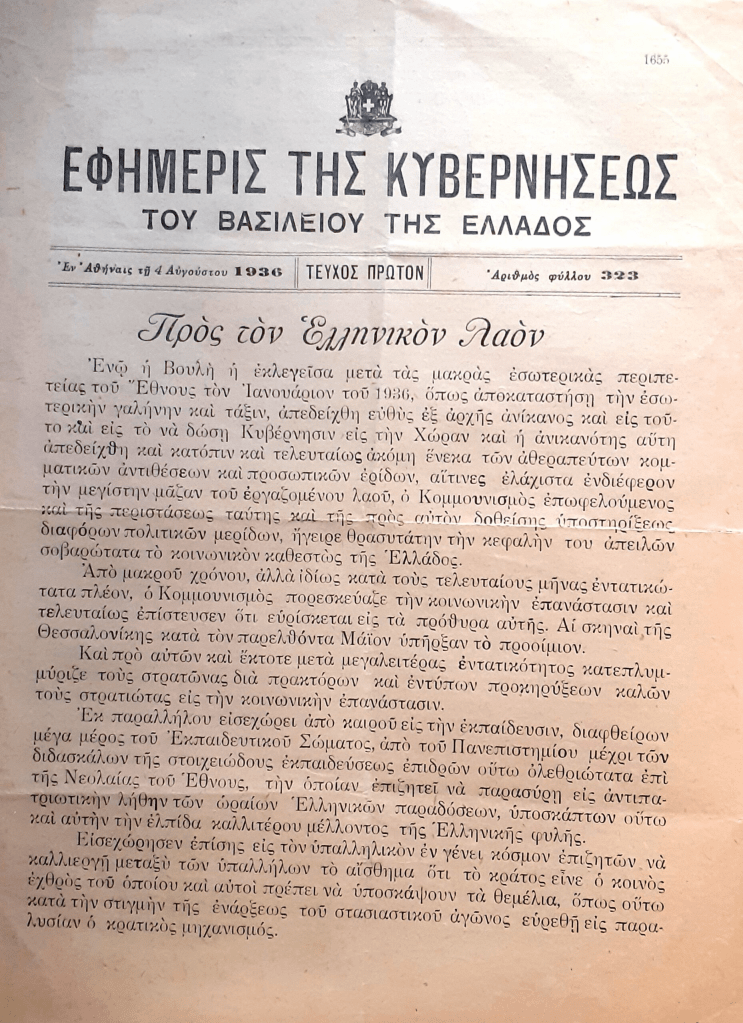 1655
ΕΦΗΜΕΡΙΣ ΤΗΣ ΚΥΒΕΡΝΗΣΕΩΣ
ΤΟΥ ΒΑΣΙΛΕΙΟΥ ΤΗΣ ΕΛΛΑΔΟΣ
Ἐν Ἀθήναις τῇ 4 Αὐγούστου 1936
ΤΕΥΧΟΣ ΠΡΩΤΟΝ
Ἀριθμὸς φύλλου 323
Πρὸς τὸν Ἑλληνικὸν Λαὸν
Ἐνῷ ἡ Βουλὴ ἡ ἐκλεγεῖσα μετὰ τὰς μακρὰς ἐσωτερικὰς περιπε-
τείας τοῦ Ἔθνους τὸν Ἰανουάριον τοῦ 1936, ὅπως ἀποκαταστήσῃ τὴν ἐσω-
τερικὴν γαλήνην καὶ τάξιν, ἀπεδείχθη εὐθὺς ἐξ ἀρχῆς ἀνίκανος καὶ εἰς τοῦ-
το καὶ εἰς τὸ νὰ δώσῃ Κυβέρνησιν εἰς τὴν Χώραν καὶ ἡ ἀνικανότης αὕτη
ἀπεδείχθη καὶ κατόπιν καὶ τελευταίως ἀκόμη ἕνεκα τῶν ἀθεραπεύτων κομ-
ματικῶν ἀντιθέσεων καὶ προσωπικῶν ἐρίδων, αἵτινες ἐλάχιστα ἐνδιέφερον
τὴν μεγίστην μᾶζαν τοῦ ἐργαζομένου λαοῦ, ὁ Κομμουνισμὸς ἐπωφελούμενος
καὶ τῆς περιστάσεως ταύτης καὶ τῆς πρὸς αὐτὸν δοθείσης ὑποστηρίξεως
διαφόρων πολιτικῶν μερίδων, ἤγειρε θρασυτάτην τὴν κεφαλήν του ἀπειλῶν
σοβαρώτατα τὸ κοινωνικὸν καθεστὼς τῆς Ἑλλάδος.
Ἀπὸ μακροῦ χρόνου, ἀλλὰ ἰδίως κατὰ τοὺς τελευταίους μῆνας ἐντατικώ-
τατα πλέον, ὁ Κομμουνισμὸς πορεσκεύαζε τὴν κοινωνικὴν ἐπανάστασιν καὶ
τελευταίως ἐπίστευσεν ὅτι εὑρίσκεται εἰς τὰ πρόθυρα αὐτῆς. Αἱ σκηναὶ τῆς
Θεσσαλονίκης κατὰ τὸν παρελθόντα Μάϊον ὑπῆρξαν τὸ προοίμιον.
Καὶ πρὸ αὐτῶν καὶ ἔκτοτε μετὰ μεγαλειτέρας ἐντατικότητος κατεπλημ-
μύριζε τοὺς στρατῶνας διὰ πρακτόρων καὶ ἐντύπων προκηρύξεων καλῶν
τοὺς στρατιώτας εἰς τὴν κοινωνικὴν ἐπανάστασιν.
Ἐκ παραλλήλου εἰσεχώρει ἀπὸ καιροῦ εἰς τὴν ἐκπαίδευσιν, διαφθείρων
μέγα μέρος τοῦ Ἐκπαιδευτικοῦ Σώματος, ἀπὸ τοῦ Πανεπιστημίου μέχρι τῶν
διδασκάλων τῆς στοιχειώδους ἐκπαιδεύσεως ἐπιδρῶν οὕτω ὀλεθριώτατα ἐπὶ
τῆς Νεολαίας τοῦ Ἔθνους, τὴν ὁποίαν ἐπιζητεῖ νὰ παρασύρῃ εἰς ἀντιπα-
τριωτικὴν λήθην τῶν ὡραίων Ἑλληνικῶν παραδόσεων, ὑποσκάπτων οὕτω
καὶ αὐτὴν τὴν ἐλπίδα καλλιτέρου μέλλοντος τῆς Ἑλληνικῆς φυλῆς.
Εἰσεχώρησεν ἐπίσης εἰς τὸν ὑπαλληλικὸν ἐν γένει κόσμον ἐπιζητῶν νὰ
καλλιεργῇ μεταξὺ τῶν ὑπαλλήλων τὸ αἴσθημα ὅτι τὸ κράτος εἶνε ὁ κοινὸς
ἐχθρὸς τοῦ ὁποίου καὶ αὐτοὶ πρέπει νὰ ὑποσκάψουν τὰ θεμέλια, ὅπως οὕτω
κατὰ τὴν στιγμὴν τῆς ἐνάρξεως τοῦ στασιαστικοῦ ἀγῶνος εὑρεθῇ εἰς παρα-
λυσίαν ὁ κρατικὸς μηχανισμός.